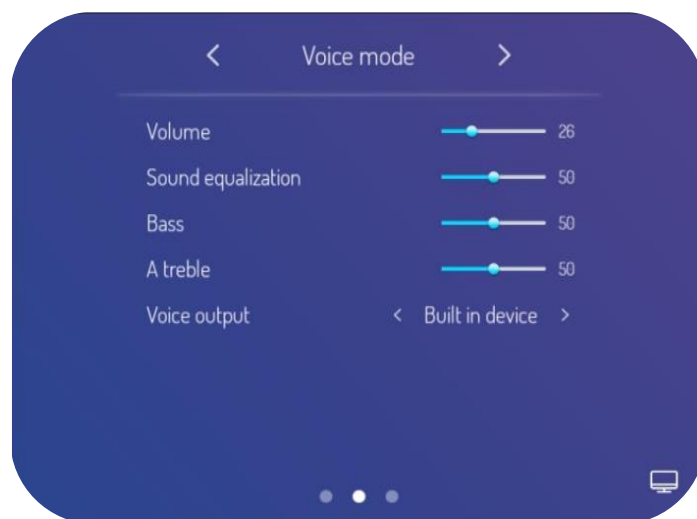 Voice mode
Volume 26
Sound equalization 50
Bass 50
A treble 50
Voice output < Built in device >